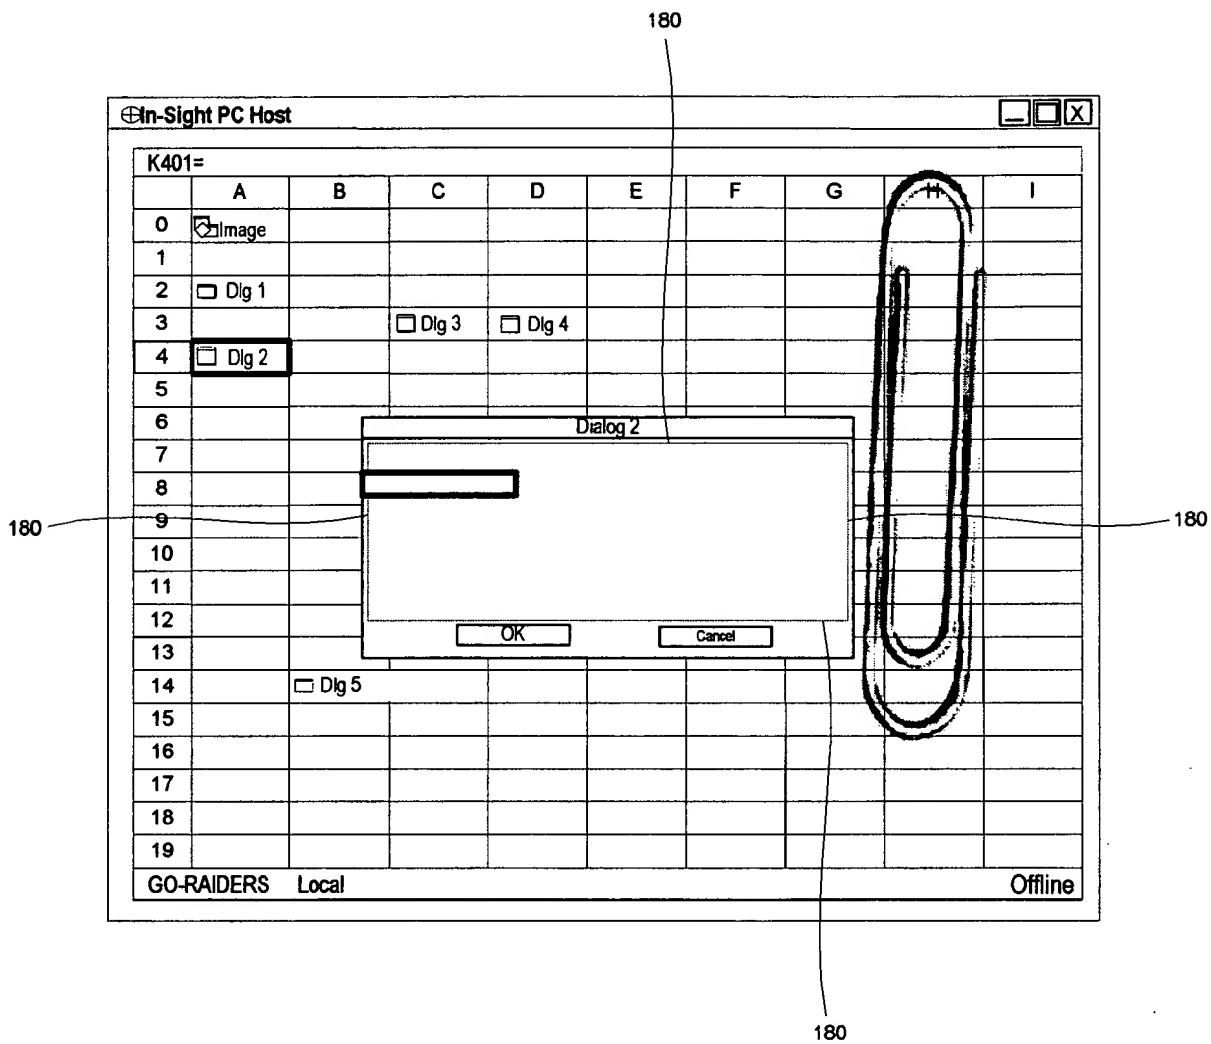 180
In-Sight PC Host
X
K401=
A B C D E F G H I
0 Image
1
2 Dlg 1
3 Dlg 3 Dlg 4
4 Dlg 2
5
6 Dialog 2
7
8
180 9 180
10
11
12 OK Cancel
13
14 Dlg 5
15
16
17
18
19
GO-RAIDERS Local Offline
180